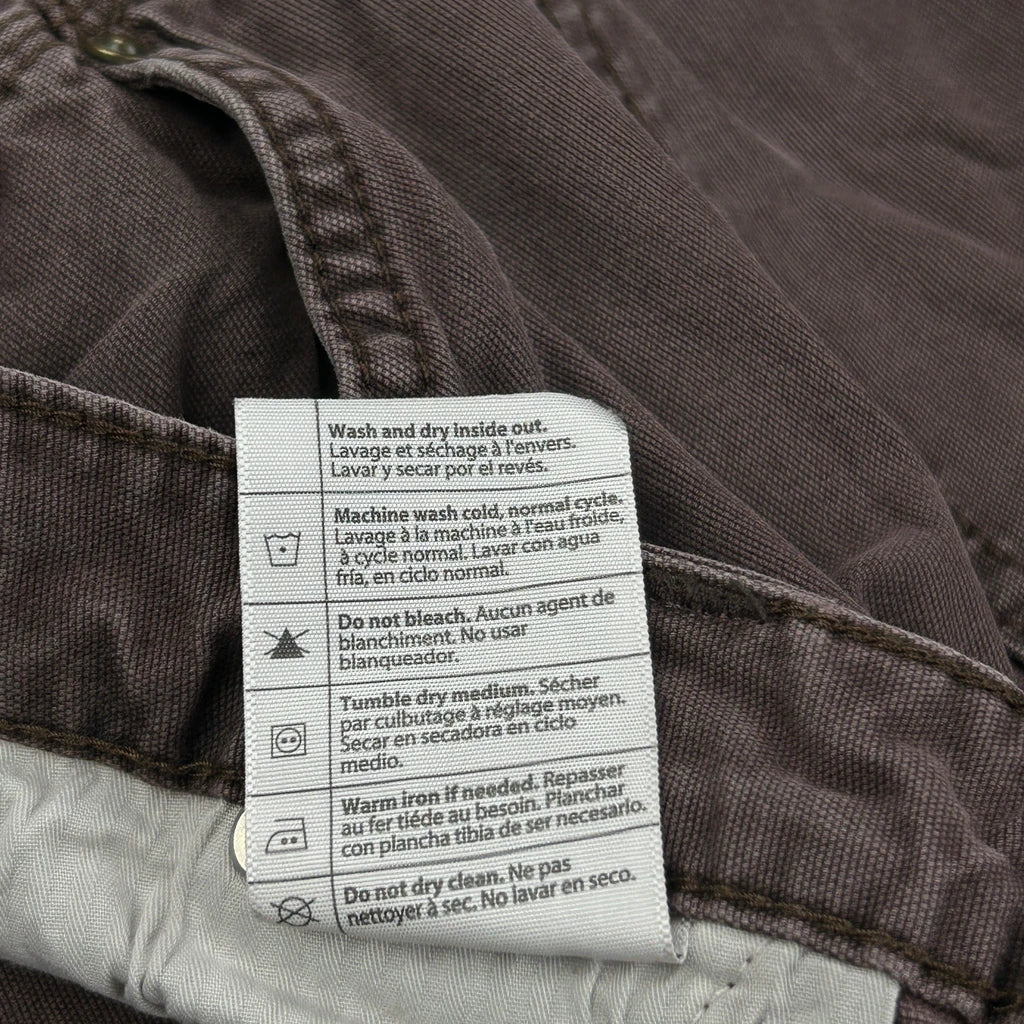 Wash and dry inside out.
Lavage et séchage à l'envers.
Lavar y secar por el revés.
Machine wash cold, normal cycle.
Lavage à la machine à l'eau froide,
à cycle normal. Lavar con agua
fría, en ciclo normal.
Do not bleach. Aucun agent de
blanchiment. No usar
blanqueador.
Tumble dry medium. Sécher
par culbutage à réglage moyen.
Secar en secadora en ciclo
medio.
Warm iron if needed. Repasser
au fer tiéde au besoin. Planchar
con plancha tibia de ser necesario.
Do not dry clean. Ne pas
nettoyer à sec. No lavar en seco.